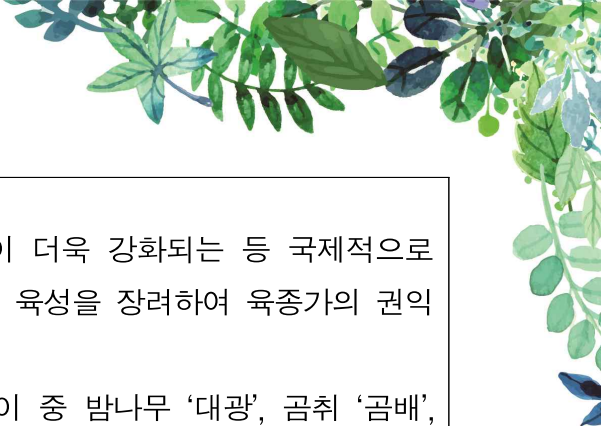 이 더욱 강화되는 등 국제적으로
육성을 장려하여 육종가의 권익
이 중 밤나무 ‘대광’, 곰취 ‘곰배’,